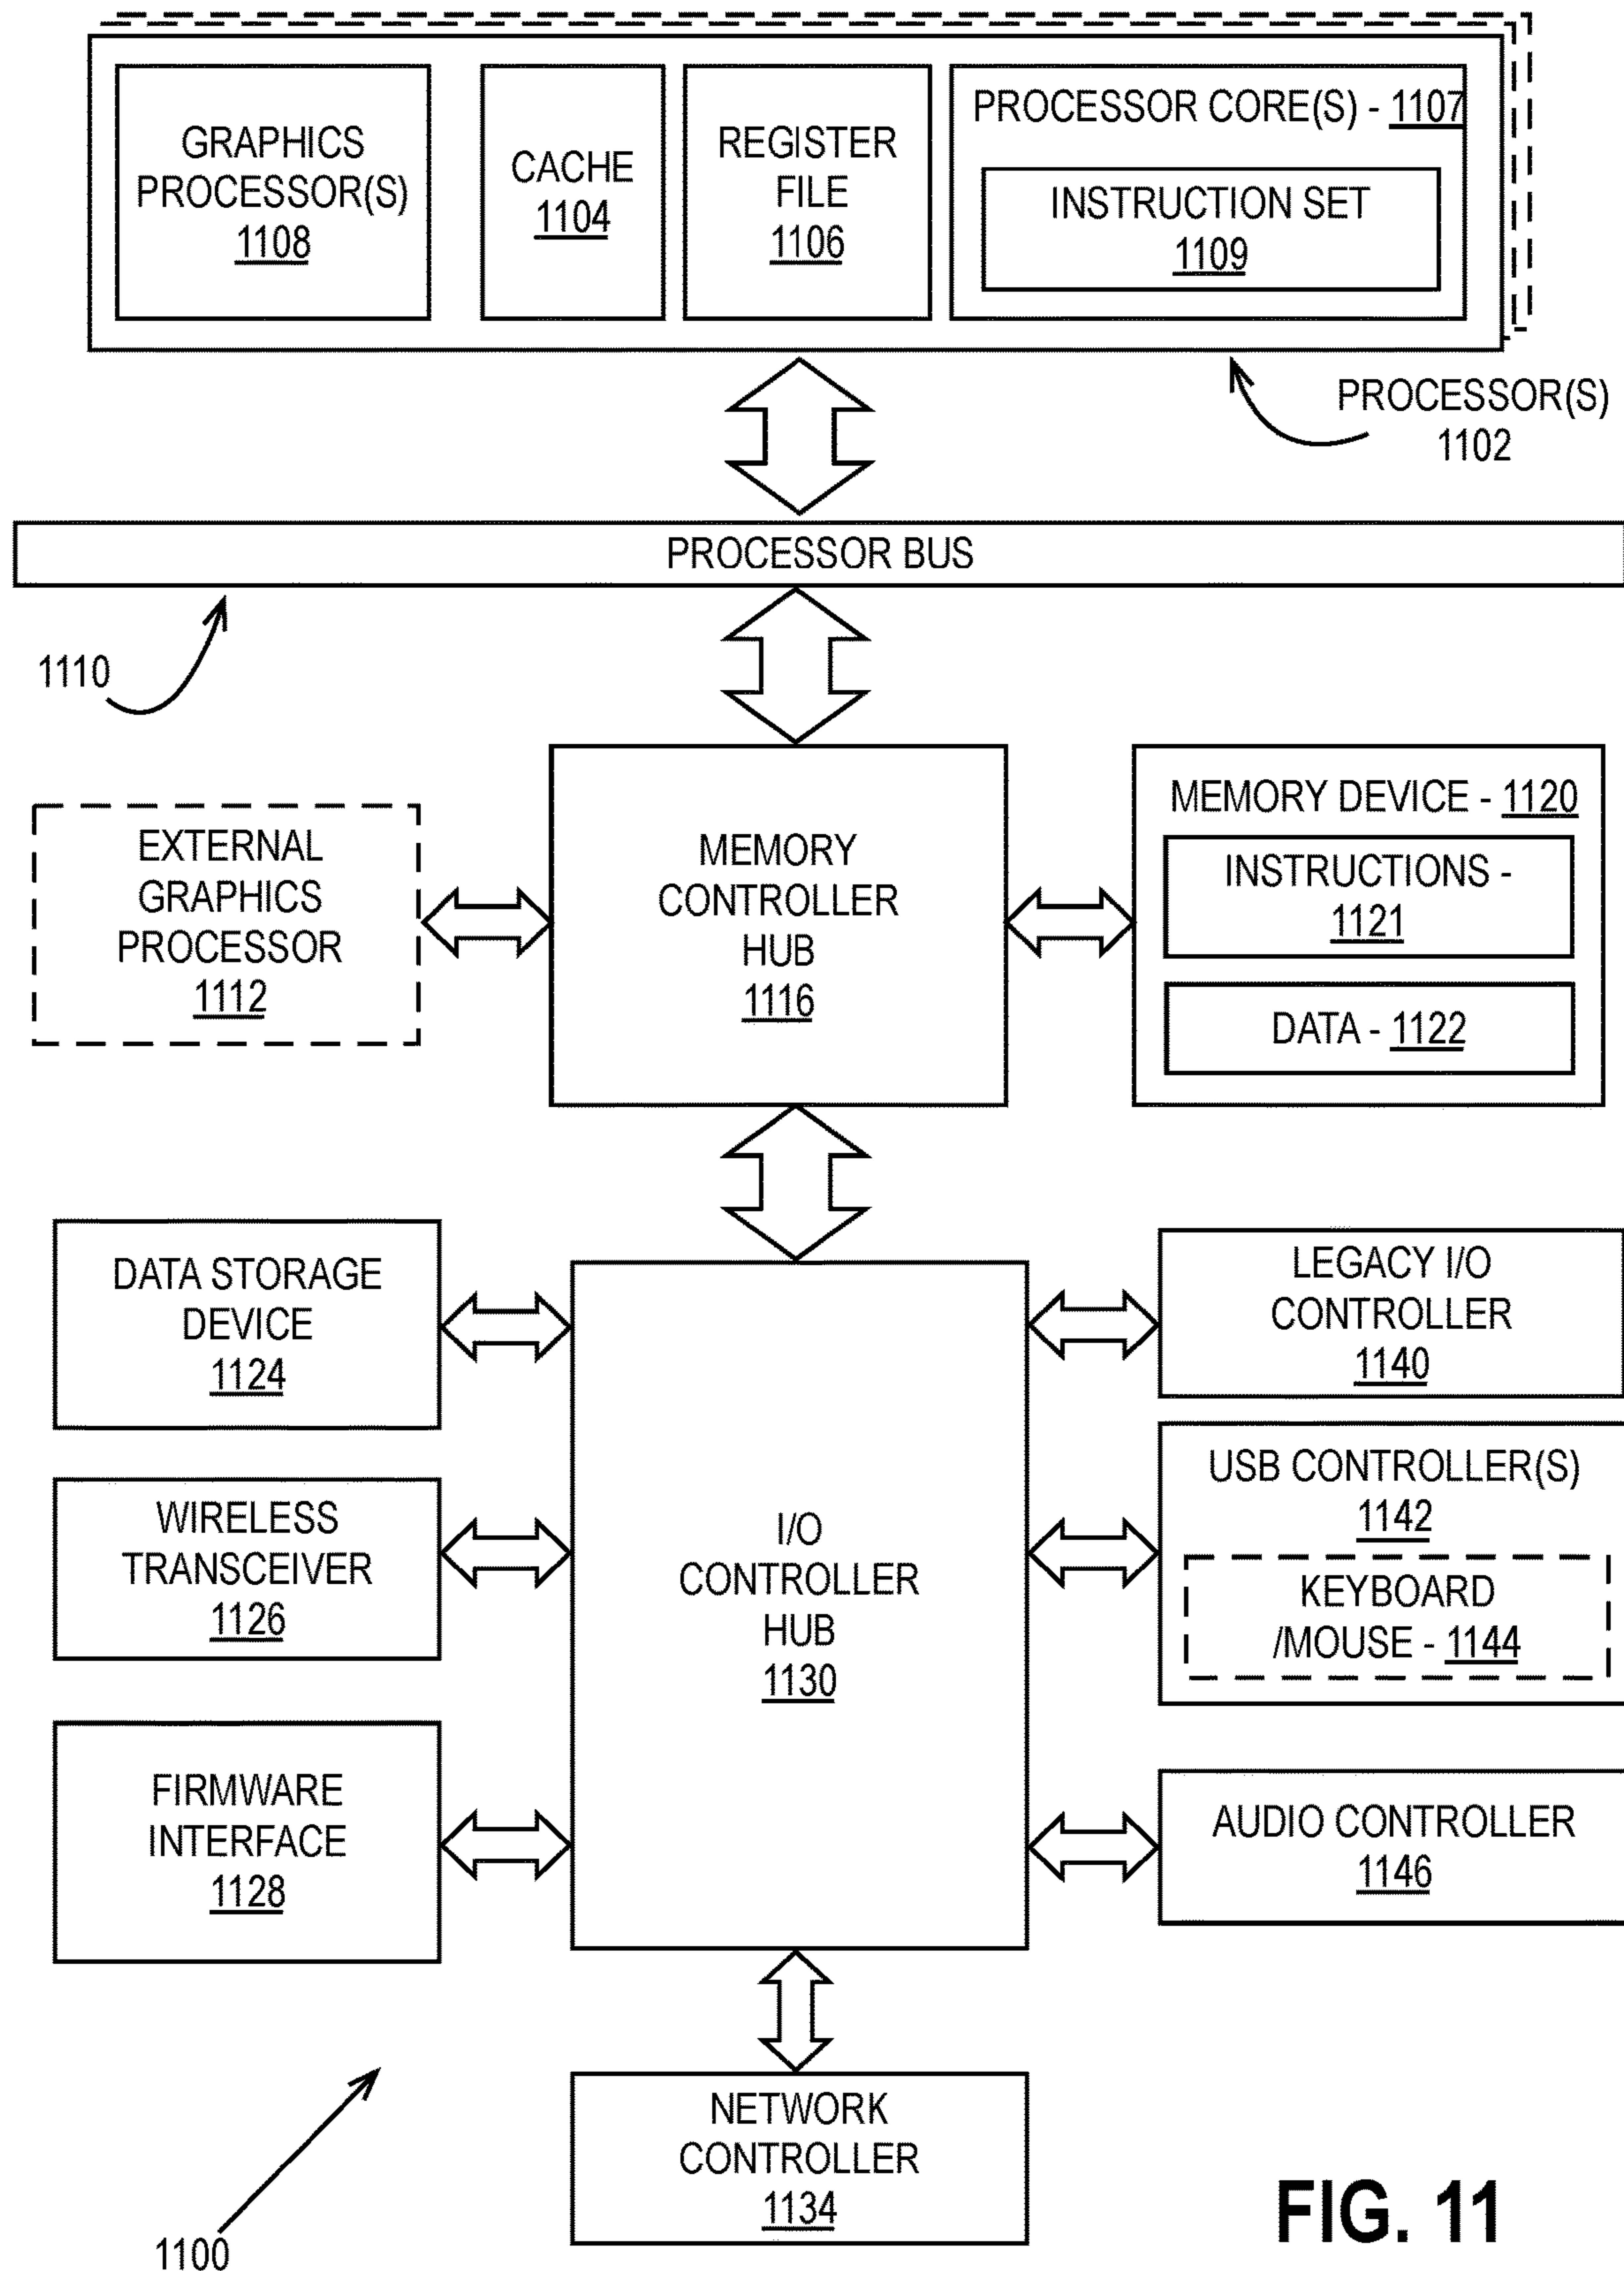 GRAPHICS
PROCESSOR(S)
1108
CACHE
1104
REGISTER
FILE
1106
PROCESSOR CORE(S) - 1107
INSTRUCTION SET
1109
PROCESSOR(S)
1102
PROCESSOR BUS
1110
EXTERNAL
GRAPHICS
PROCESSOR
1112
MEMORY
CONTROLLER
HUB
1116
MEMORY DEVICE - 1120
INSTRUCTIONS -
1121
DATA - 1122
DATA STORAGE
DEVICE
1124
LEGACY I/O
CONTROLLER
1140
WIRELESS
TRANSCEIVER
1126
I/O
CONTROLLER
HUB
1130
USB CONTROLLER(S)
1142
KEYBOARD
/MOUSE - 1144
FIRMWARE
INTERFACE
1128
AUDIO CONTROLLER
1146
NETWORK
CONTROLLER
1134
1100
FIG. 11